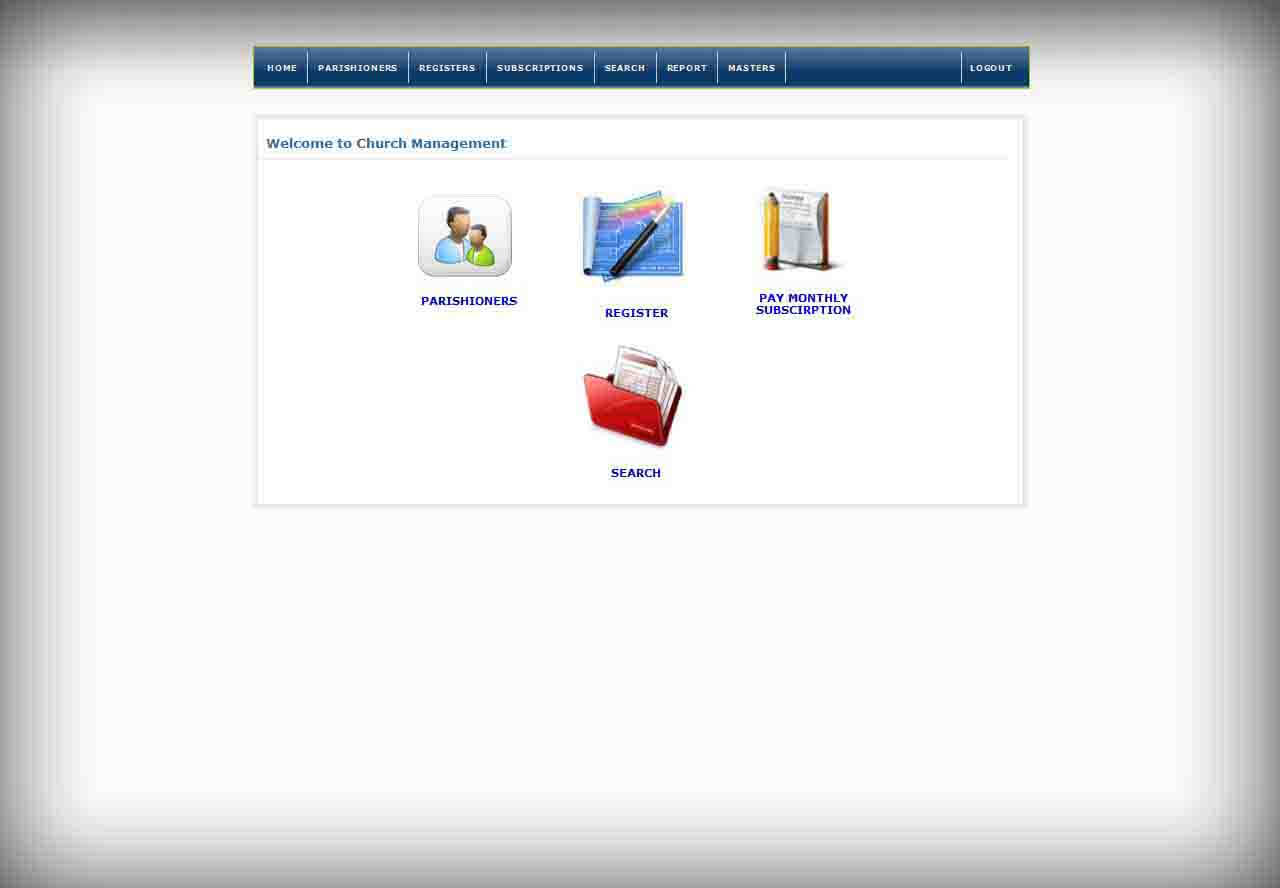 HOME PARISHIONERS REGISTERS SUBSCRIPTIONS SEARCH REPORT MASTERS LOGOUT
Welcome to Church Management
PARISHIONERS
REGISTER
PAY MONTHLY
SUBSCIRPTION
SEARCH